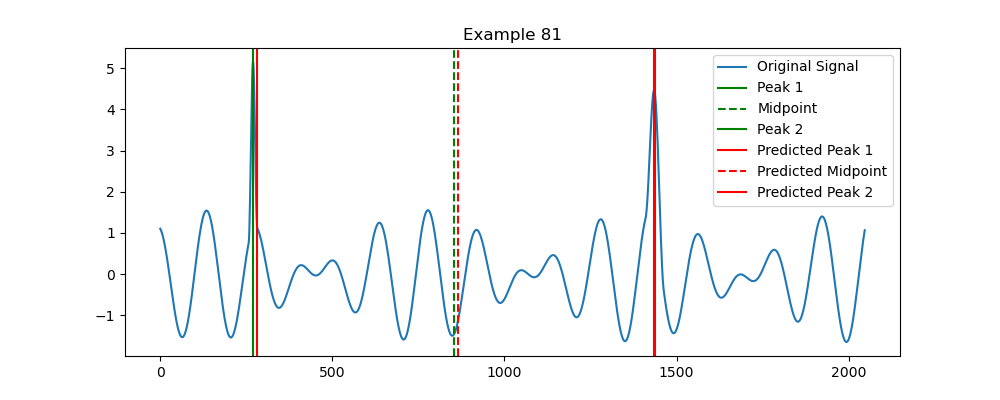 Example 81
Original Signal
Peak 1
Midpoint
Peak 2
Predicted Peak 1
Predicted Midpoint
Predicted Peak 2
5
4
3
2
1
0
−1
0 500 1000 1500 2000